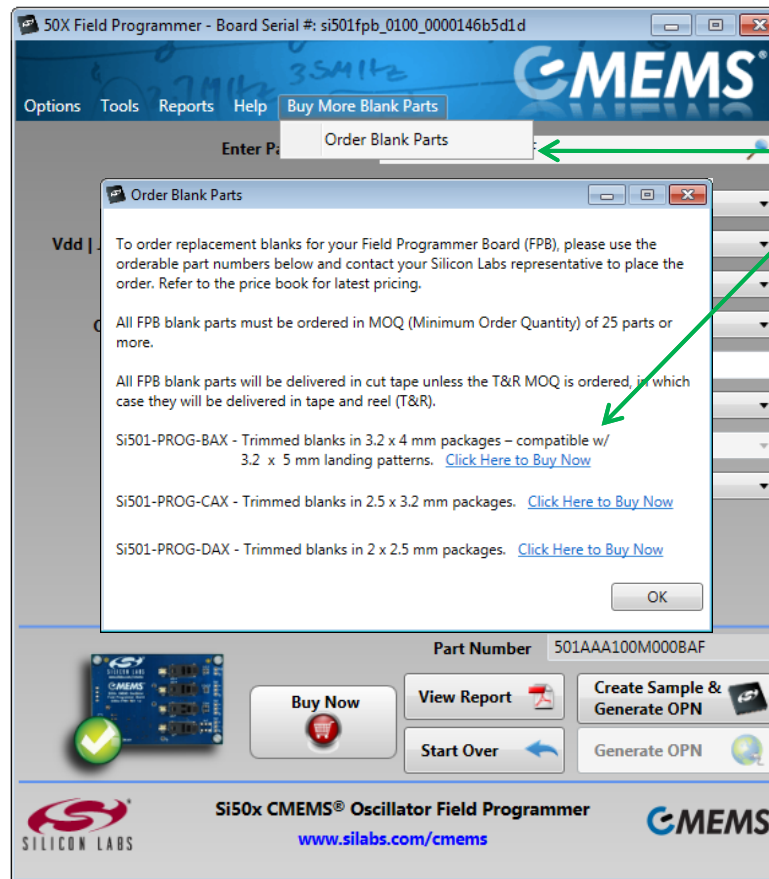 50X Field Programmer - Board Serial #: si501fpb_0100_0000146b5d1d
35MHz
CMEMS®
Options Tools Reports Help Buy More Blank Parts
Order Blank Parts
Enter Pa
Order Blank Parts
Vdd |
To order replacement blanks for your Field Programmer Board (FPB), please use the
orderable part numbers below and contact your Silicon Labs representative to place the
order. Refer to the price book for latest pricing.
All FPB blank parts must be ordered in MOQ (Minimum Order Quantity) of 25 parts or
more.
All FPB blank parts will be delivered in cut tape unless the T&R MOQ is ordered, in which
case they will be delivered in tape and reel (T&R).
Si501-PROG-BAX - Trimmed blanks in 3.2 x 4 mm packages – compatible w/
3.2 x 5 mm landing patterns. Click Here to Buy Now
Si501-PROG-CAX - Trimmed blanks in 2.5 x 3.2 mm packages. Click Here to Buy Now
Si501-PROG-DAX - Trimmed blanks in 2 x 2.5 mm packages. Click Here to Buy Now
OK
Part Number 501AAA100M000BAF
SILICON LABS
CMEMS
Buy Now
View Report
Create Sample &
Generate OPN
Start Over
Generate OPN
Si50x CMEMS® Oscillator Field Programmer
www.silabs.com/cmems
SILICON LABS
CMEMS